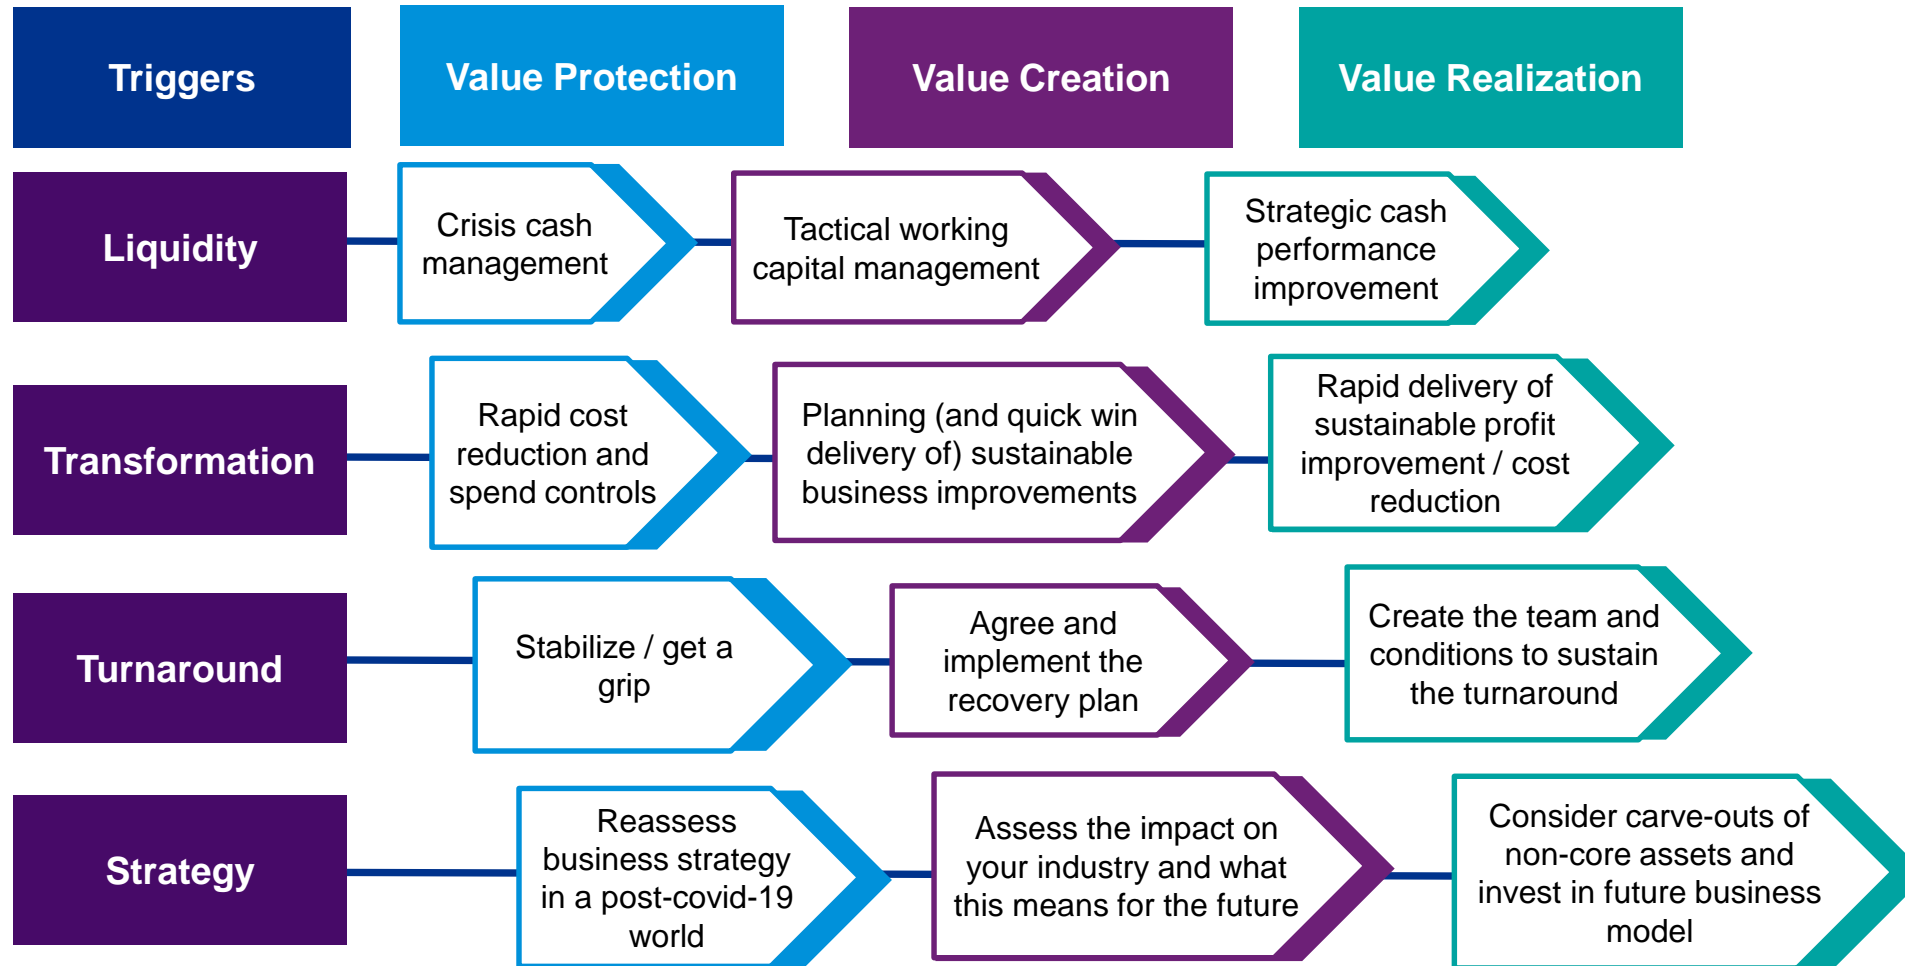 Triggers
Value Protection
Value Creation
Value Realization
Liquidity
Crisis cash
management
Tactical working
capital management
Strategic cash
performance
improvement
Transformation
Rapid cost
reduction and
spend controls
Planning (and quick win
delivery of) sustainable
business improvements
Rapid delivery of
sustainable profit
improvement / cost
reduction
Turnaround
Stabilize / get a
grip
Agree and
implement the
recovery plan
Create the team and
conditions to sustain
the turnaround
Strategy
Reassess
business strategy
in a post-covid-19
world
Assess the impact on
your industry and what
this means for the future
Consider carve-outs of
non-core assets and
invest in future business
model